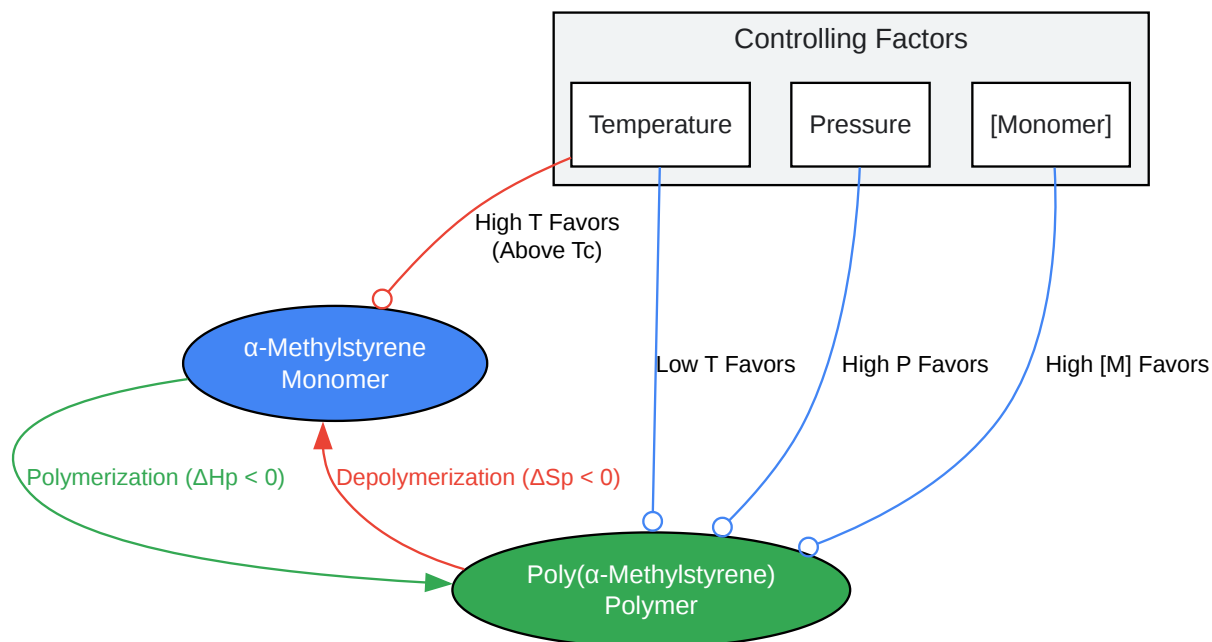 Controlling Factors
Temperature
Pressure
[Monomer]
High T Favors
(Above Tc)
α-Methylstyrene
Monomer
Low T Favors
High P Favors
High [M] Favors
Polymerization (ΔHp < 0)
Depolymerization (ΔSp < 0)
Poly(α-Methylstyrene)
Polymer